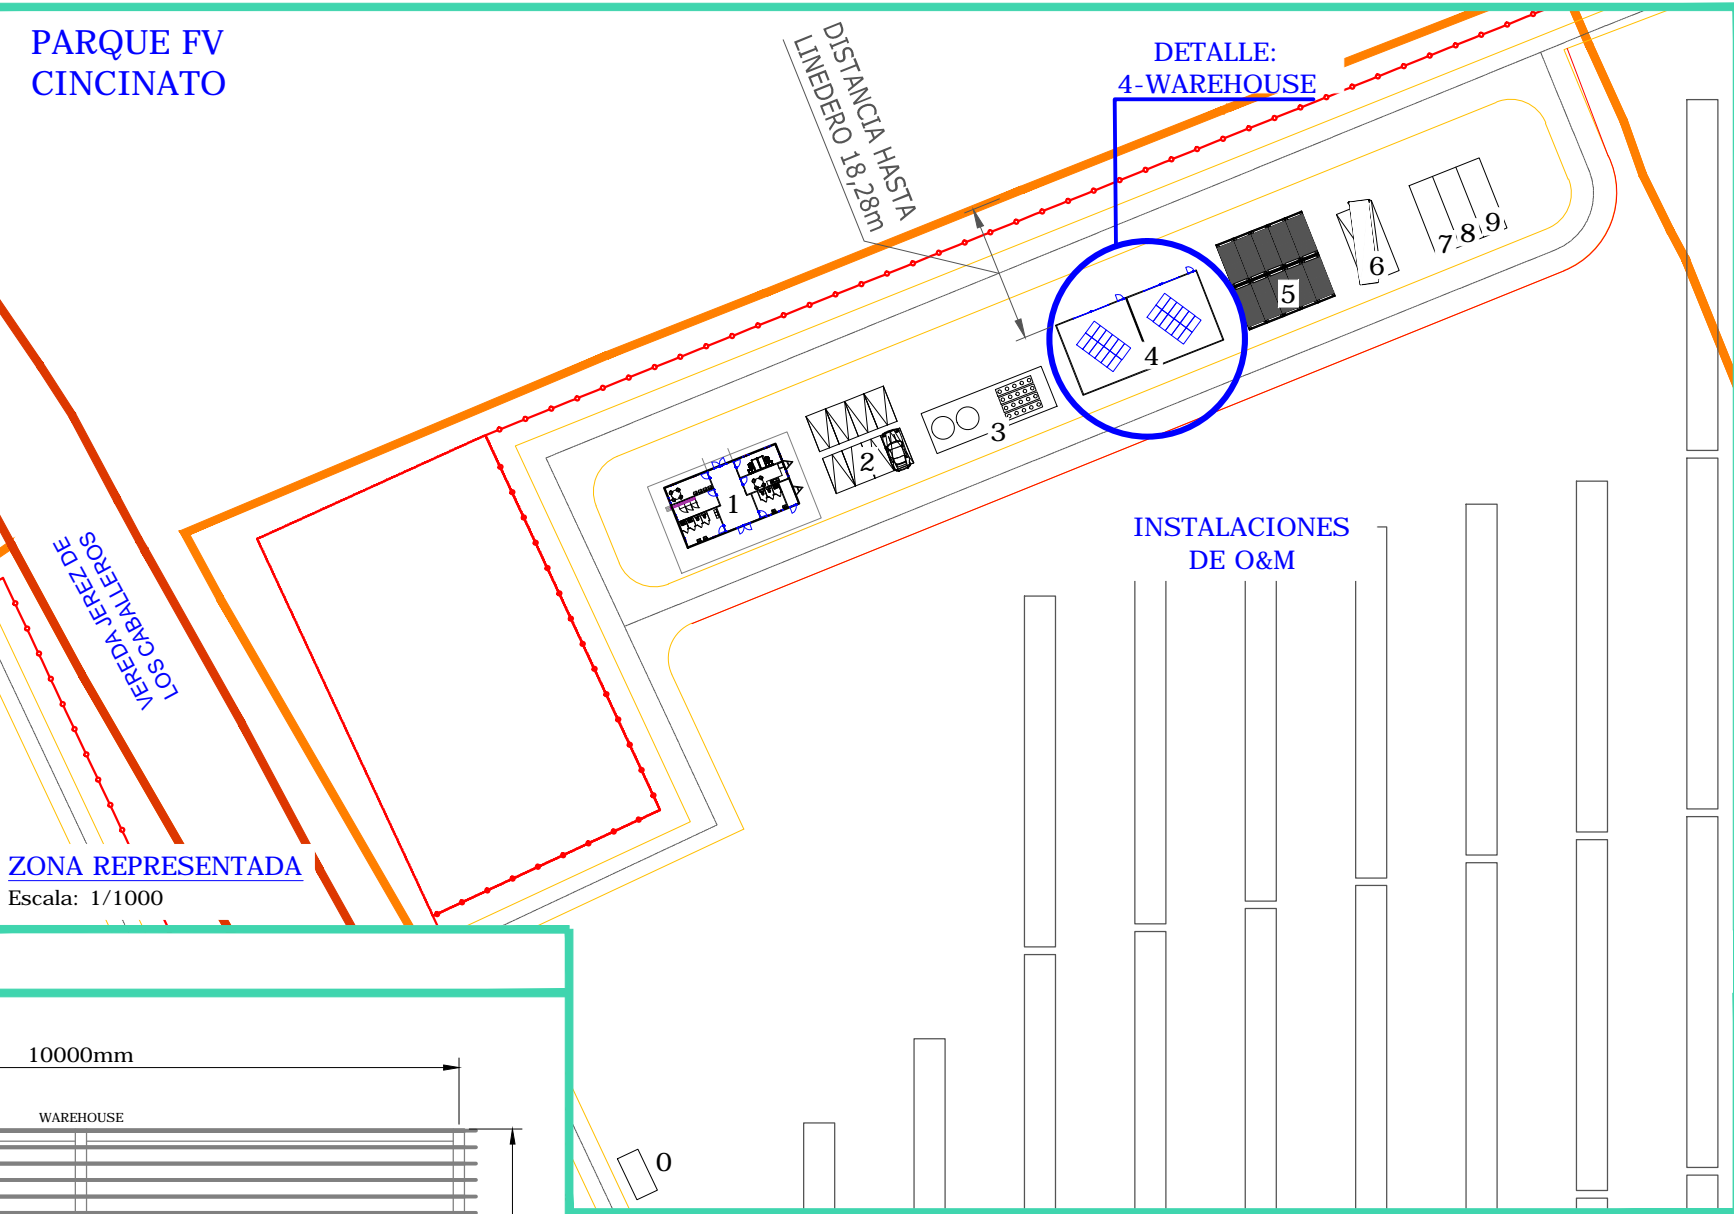 PARQUE FV
CINCINATO
DISTANCIA HASTA
LINEDERO 18,28m
DETALLE:
4-WAREHOUSE
1
2
3
4
5
6
7
8
9
INSTALACIONES
DE O&M
VEREDA JEREZ DE
LOS CABALLEROS
ZONA REPRESENTADA
Escala: 1/1000
10000mm
WAREHOUSE
0